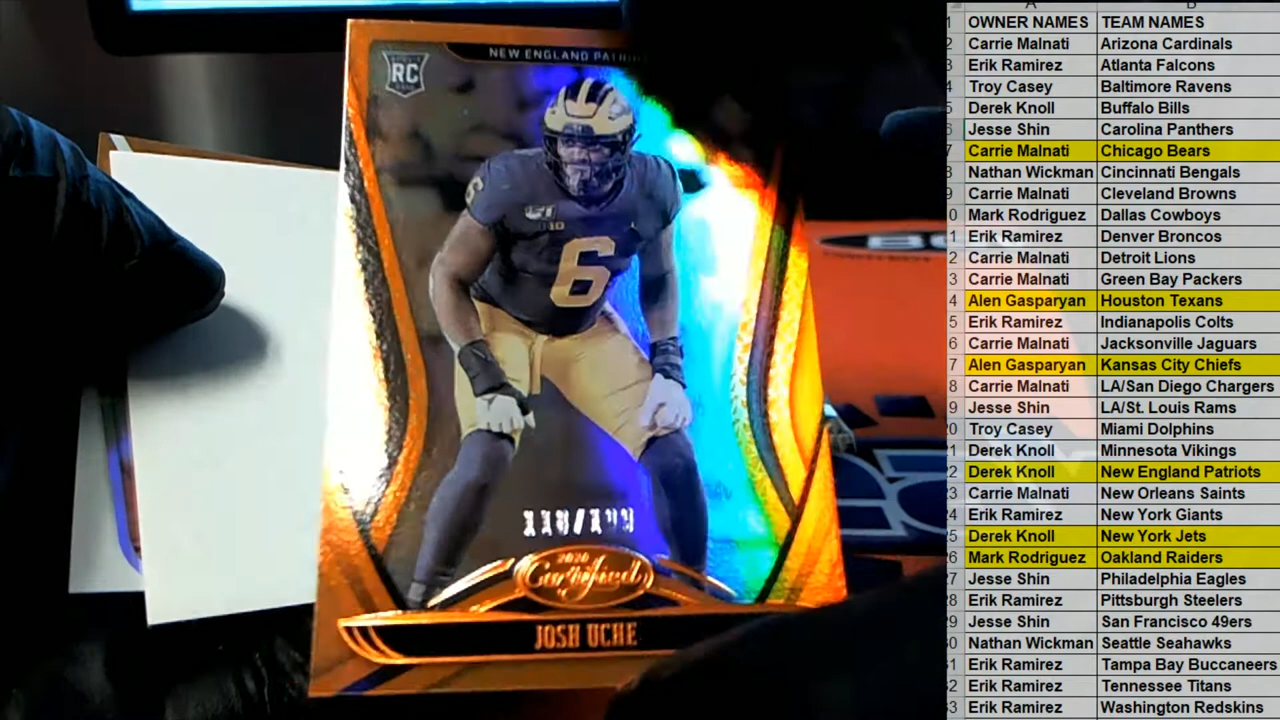 NEW ENGLAND
RC
6
6
2020
Certified
JOSH UCHE
OWNER NAMES TEAM NAMES
Carrie Malnati Arizona Cardinals
Erik Ramirez Atlanta Falcons
Troy Casey Baltimore Ravens
Derek Knoll Buffalo Bills
Jesse Shin Carolina Panthers
Carrie Malnati Chicago Bears
Nathan Wickman Cincinnati Bengals
Carrie Malnati Cleveland Browns
Mark Rodriguez Dallas Cowboys
Erik Ramirez Denver Broncos
Carrie Malnati Detroit Lions
Carrie Malnati Green Bay Packers
Alen Gasparyan Houston Texans
Erik Ramirez Indianapolis Colts
Carrie Malnati Jacksonville Jaguars
Alen Gasparyan Kansas City Chiefs
Carrie Malnati LA/San Diego Chargers
Jesse Shin LA/St. Louis Rams
Troy Casey Miami Dolphins
Derek Knoll Minnesota Vikings
Derek Knoll New England Patriots
Carrie Malnati New Orleans Saints
Erik Ramirez New York Giants
Derek Knoll New York Jets
Mark Rodriguez Oakland Raiders
Jesse Shin Philadelphia Eagles
Erik Ramirez Pittsburgh Steelers
Jesse Shin San Francisco 49ers
Nathan Wickman Seattle Seahawks
Erik Ramirez Tampa Bay Buccaneers
Erik Ramirez Tennessee Titans
Erik Ramirez Washington Redskins